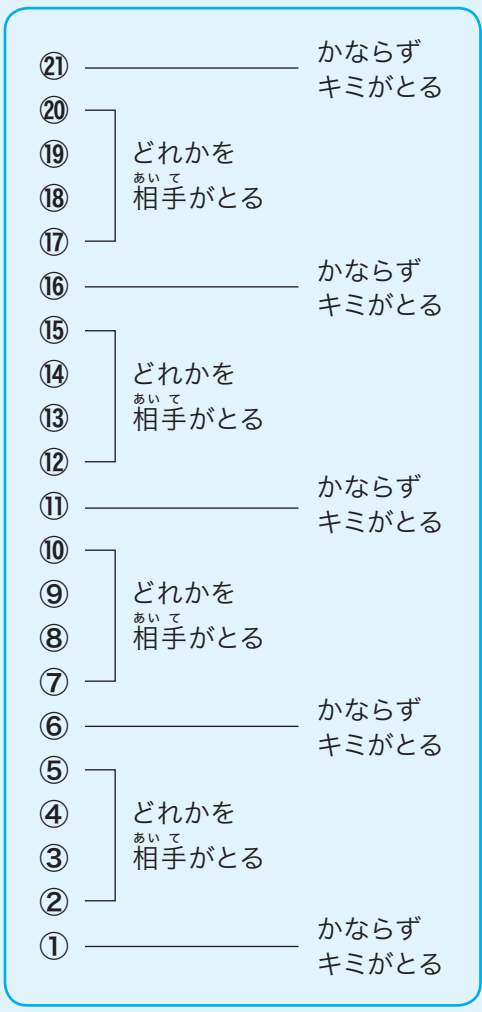 ㉑ かならず
キミがとる
⑳
⑲ どれかを
⑱ 相手がとる
あいて
⑰
⑯ かならず
キミがとる
⑮
⑭ どれかを
⑬ 相手がとる
あいて
⑫
⑪ かならず
キミがとる
⑩
⑨ どれかを
⑧ 相手がとる
あいて
⑦
⑥ かならず
キミがとる
⑤
④ どれかを
③ 相手がとる
あいて
②
① かならず
キミがとる